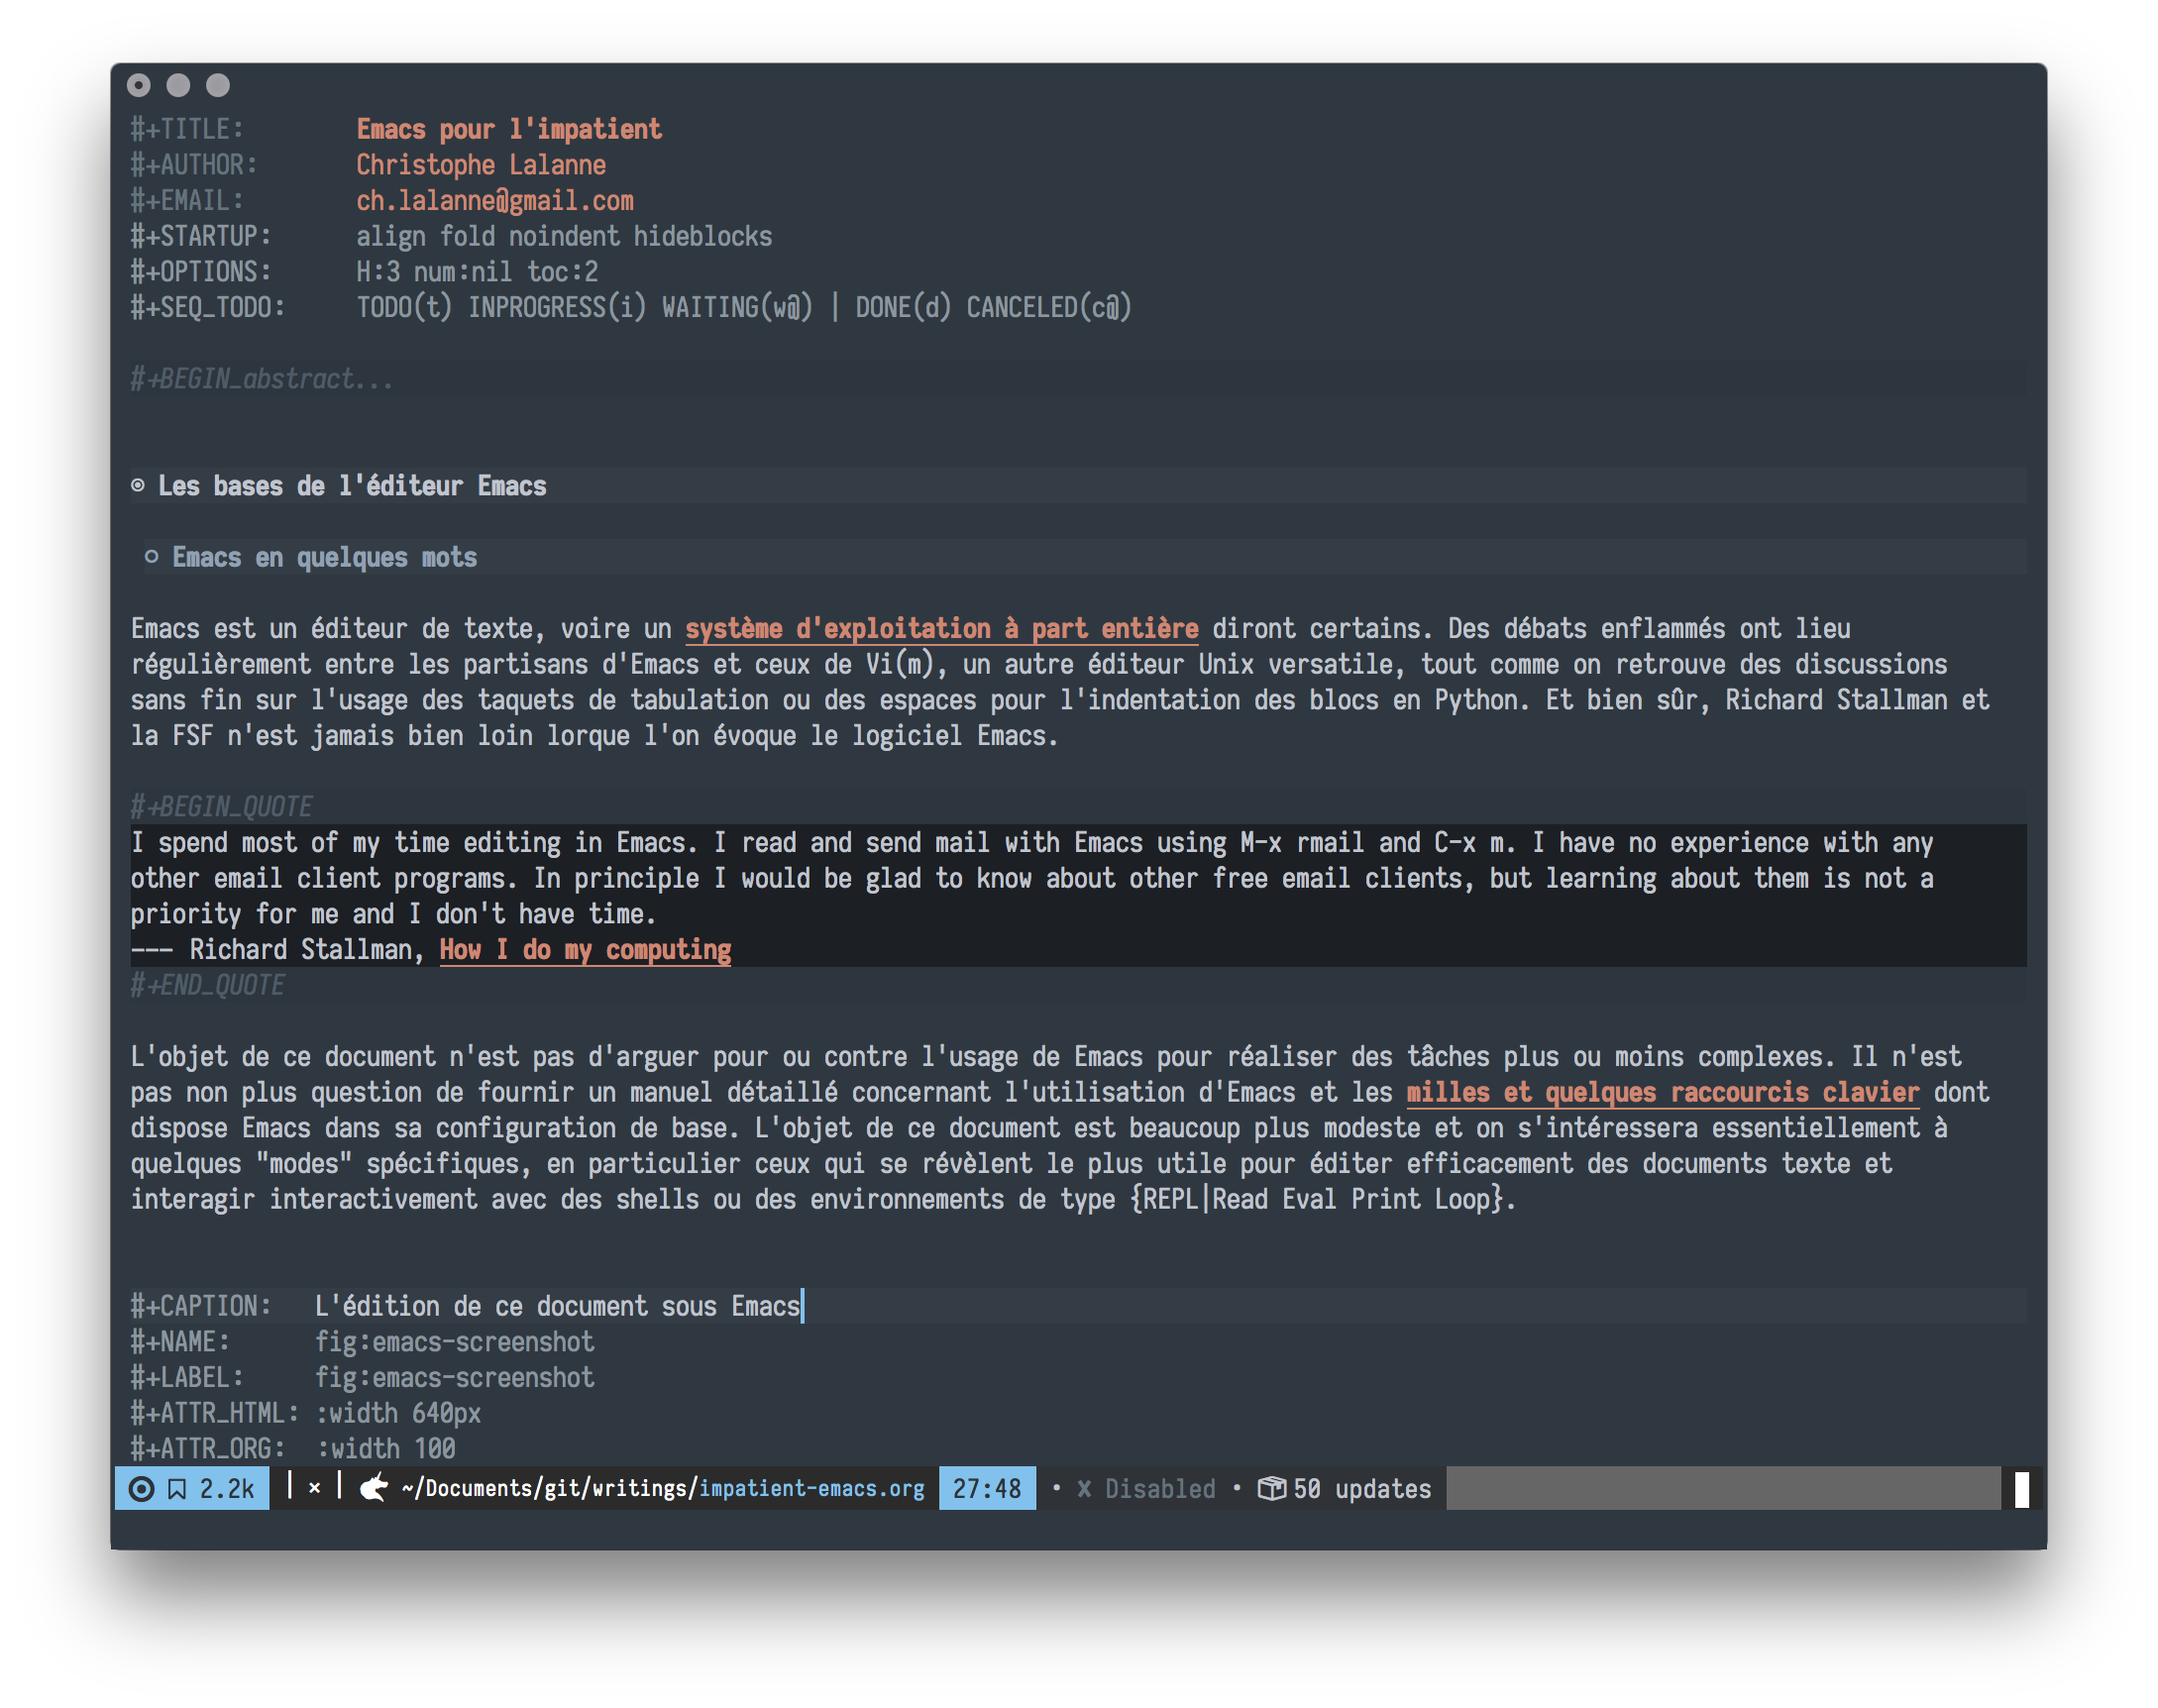 #+TITLE: Emacs pour l'impatient
#+AUTHOR: Christophe Lalanne
#+EMAIL: ch.lalanne@gmail.com
#+STARTUP: align fold noindent hideblocks
#+OPTIONS: H:3 num:nil toc:2
#+SEQ_TODO: TODO(t) INPROGRESS(i) WAITING(w@) | DONE(d) CANCELED(c@)
#+BEGIN_abstract...
Les bases de l'éditeur Emacs
Emacs en quelques mots
Emacs est un éditeur de texte, voire un système d'exploitation à part entière diront certains. Des débats enflammés ont lieu
régulièrement entre les partisans d'Emacs et ceux de Vi(m), un autre éditeur Unix versatile, tout comme on retrouve des discussions
sans fin sur l'usage des taquets de tabulation ou des espaces pour l'indentation des blocs en Python. Et bien sûr, Richard Stallman et
la FSF n'est jamais bien loin lorque l'on évoque le logiciel Emacs.
#+BEGIN_QUOTE
I spend most of my time editing in Emacs. I read and send mail with Emacs using M-x rmail and C-x m. I have no experience with any
other email client programs. In principle I would be glad to know about other free email clients, but learning about them is not a
priority for me and I don't have time.
--- Richard Stallman, How I do my computing
#+END_QUOTE
L'objet de ce document n'est pas d'arguer pour ou contre l'usage de Emacs pour réaliser des tâches plus ou moins complexes. Il n'est
pas non plus question de fournir un manuel détaillé concernant l'utilisation d'Emacs et les milles et quelques raccourcis clavier dont
dispose Emacs dans sa configuration de base. L'objet de ce document est beaucoup plus modeste et on s'intéressera essentiellement à
quelques "modes" spécifiques, en particulier ceux qui se révèlent le plus utile pour éditer efficacement des documents texte et
interagir interactivement avec des shells ou des environnements de type {REPL|Read Eval Print Loop}.
#+CAPTION: L'édition de ce document sous Emacs
#+NAME: fig:emacs-screenshot
#+LABEL: fig:emacs-screenshot
#+ATTR_HTML: :width 640px
#+ATTR_ORG: :width 100
2.2k | × | ~/Documents/git/writings/impatient-emacs.org 27:48 • ✘ Disabled • 50 updates